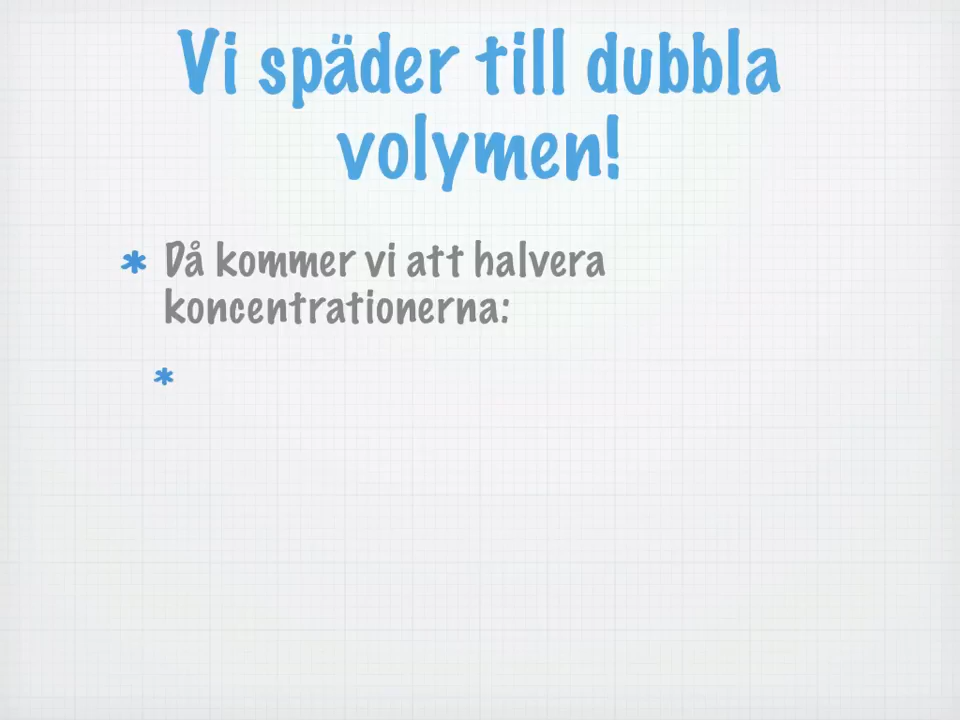 Vi späder till dubbla
volymen!
* Då kommer vi att halvera
koncentrationerna:
*